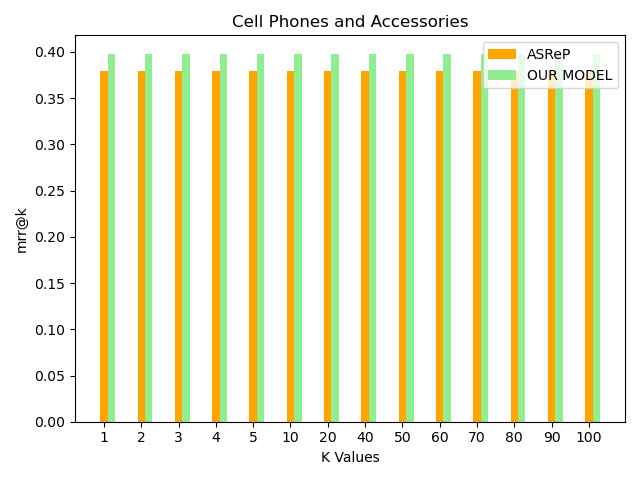 Cell Phones and Accessories
ASReP
OUR MODEL
0.40
0.35
0.30
0.25
0.20
0.15
0.10
0.05
0.00
mrr@k
1 2 3 4 5 10 20 40 50 60 70 80 90 100
K Values